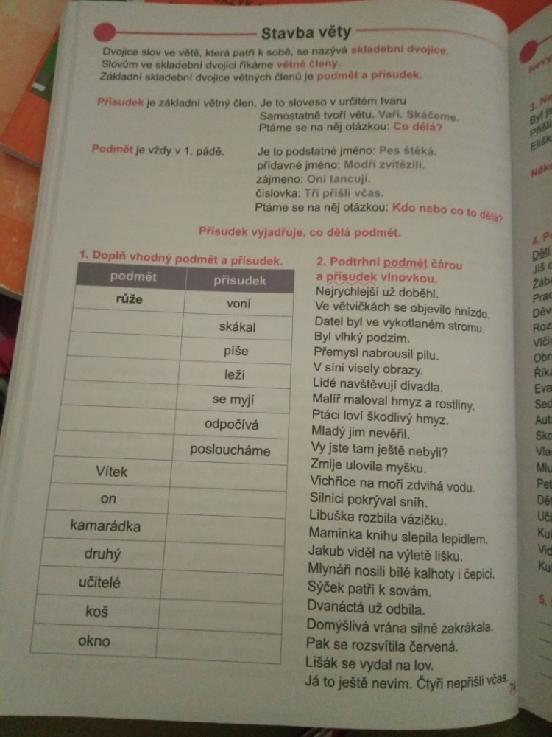 Stavba věty
Dvojice slov ve větě, která patří k sobě, se nazývá skladební dvojice.
Slovům ve skladební dvojici říkáme větné členy.
Základní skladební dvojice větných členů je podmět a přísudek.
Přísudek je základní větný člen. Je to sloveso v určitém tvaru
Samostatně tvoří větu. Vaří. Skáčeme.
Ptáme se na něj otázkou: Co dělá?
Podmět je vždy v 1. pádě. Je to podstatné jméno: Pes štěká.
přídavné jméno: Modří zvítězili.
zájmeno: Oni tancují.
číslovka: Tři přišli včas.
Ptáme se na něj otázkou: Kdo nebo co to dělá?
Přísudek vyjadřuje, co dělá podmět.
1. Doplň vhodný podmět a přísudek.
podmět přísudek
růže voní
skákal
píše
leží
se myjí
odpočívá
posloucháme
Vítek
on
kamarádka
druhý
učitelé
koš
okno
2. Podtrhni podmět čárou
a přísudek vlnovkou.
Nejrychlejší už doběhl.
Ve větvičkách se objevilo hnízdo.
Datel byl ve vykotlaném stromu.
Byl vlhký podzim.
Přemysl nabrousil pilu.
V síni visely obrazy.
Lidé navštěvují divadla.
Malíř maloval hmyz a rostliny.
Ptáci loví škodlivý hmyz.
Mladý jim nevěřil.
Vy jste tam ještě nebyli?
Zmije ulovila myšku.
Vichřice na moři zdvihá vodu.
Silnici pokrýval sníh.
Libuška rozbila vázičku.
Maminka knihu slepila lepidlem.
Jakub viděl na výletě lišku.
Mlynáři nosili bílé kalhoty i čepici.
Sýček patří k sovám.
Dvanáctá už odbila.
Domýšlivá vrána silně zakrákala.
Pak se rozsvítila červená.
Lišák se vydal na lov.
Já to ještě nevím. Čtyři nepřišli včas.